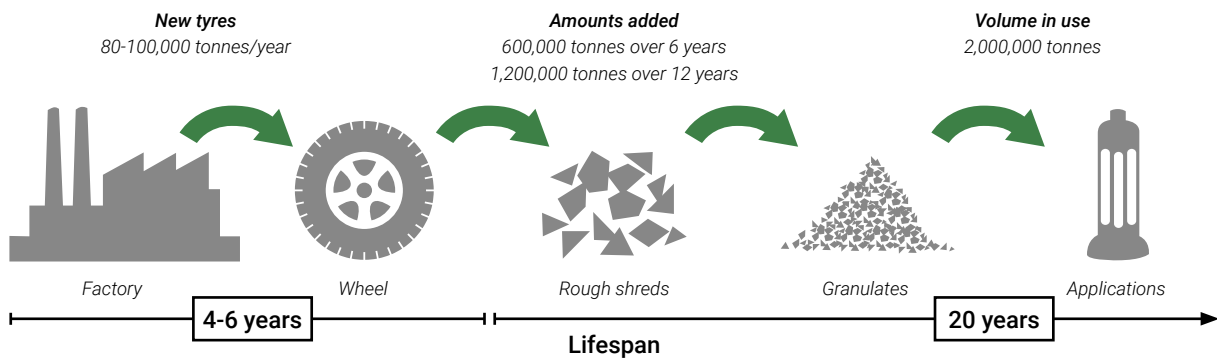 New tyres
80-100,000 tonnes/year
Amounts added
600,000 tonnes over 6 years
1,200,000 tonnes over 12 years
Volume in use
2,000,000 tonnes
Factory
Wheel
Rough shreds
Granulates
Applications
4-6 years
20 years
Lifespan